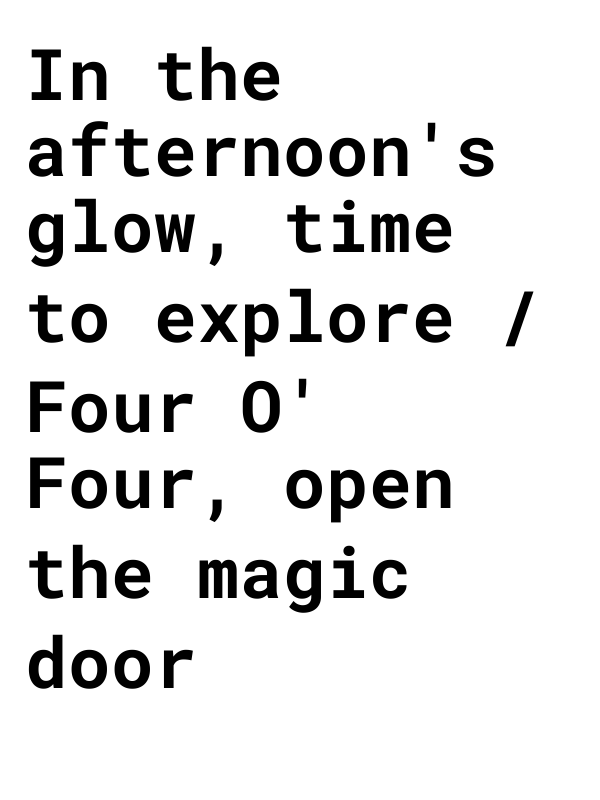 In the
afternoon's
glow, time
to explore /
Four O'
Four, open
the magic
door